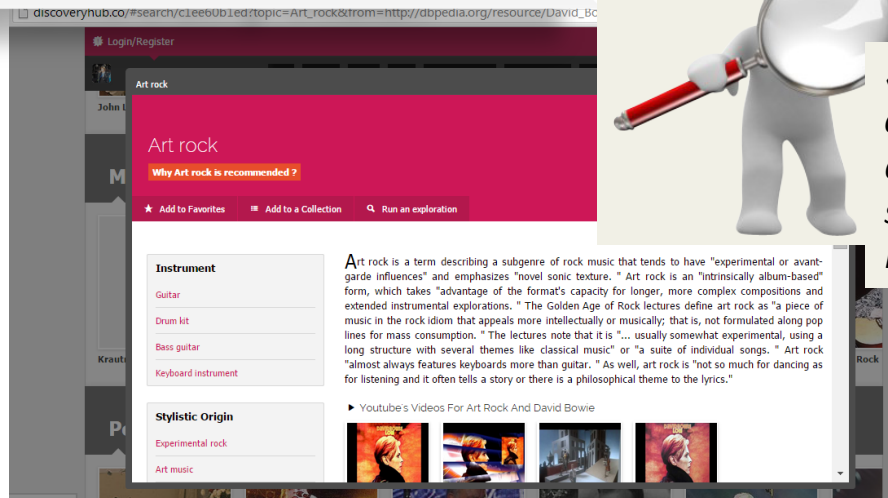 discoveryhub.co/#search/c1ee60b1ed?topic=Art_rock&from=http://dbpedia.org/resource/David_Bo
Login/Register
Art rock
John L
Art rock
Why Art rock is recommended ?
M
Add to Favorites
Add to a Collection
Run an exploration
Instrument
Guitar
Drum kit
Bass guitar
Keyboard instrument
Art rock is a term describing a subgenre of rock music that tends to have "experimental or avant-
garde influences" and emphasizes "novel sonic texture. " Art rock is an "intrinsically album-based"
form, which takes "advantage of the format's capacity for longer, more complex compositions and
extended instrumental explorations. " The Golden Age of Rock lectures define art rock as "a piece of
music in the rock idiom that appeals more intellectually or musically; that is, not formulated along pop
lines for mass consumption. " The lectures note that it is "... usually somewhat experimental, using a
long structure with several themes like classical music" or "a suite of individual songs. " Art rock
"almost always features keyboards more than guitar. " As well, art rock is "not so much for dancing as
for listening and it often tells a story or there is a philosophical theme to the lyrics."
Kraut
Rock
Stylistic Origin
Experimental rock
Art music
Youtube's Videos For Art Rock And David Bowie